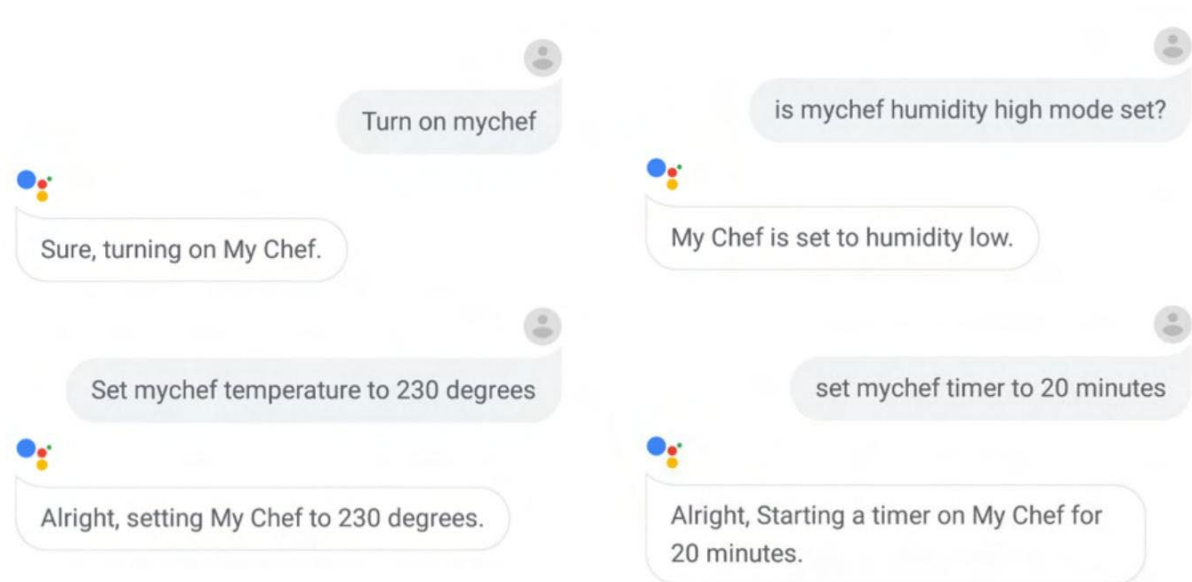 Turn on mychef
Sure, turning on My Chef.
Set mychef temperature to 230 degrees
Alright, setting My Chef to 230 degrees.
is mychef humidity high mode set?
My Chef is set to humidity low.
set mychef timer to 20 minutes
Alright, Starting a timer on My Chef for
20 minutes.